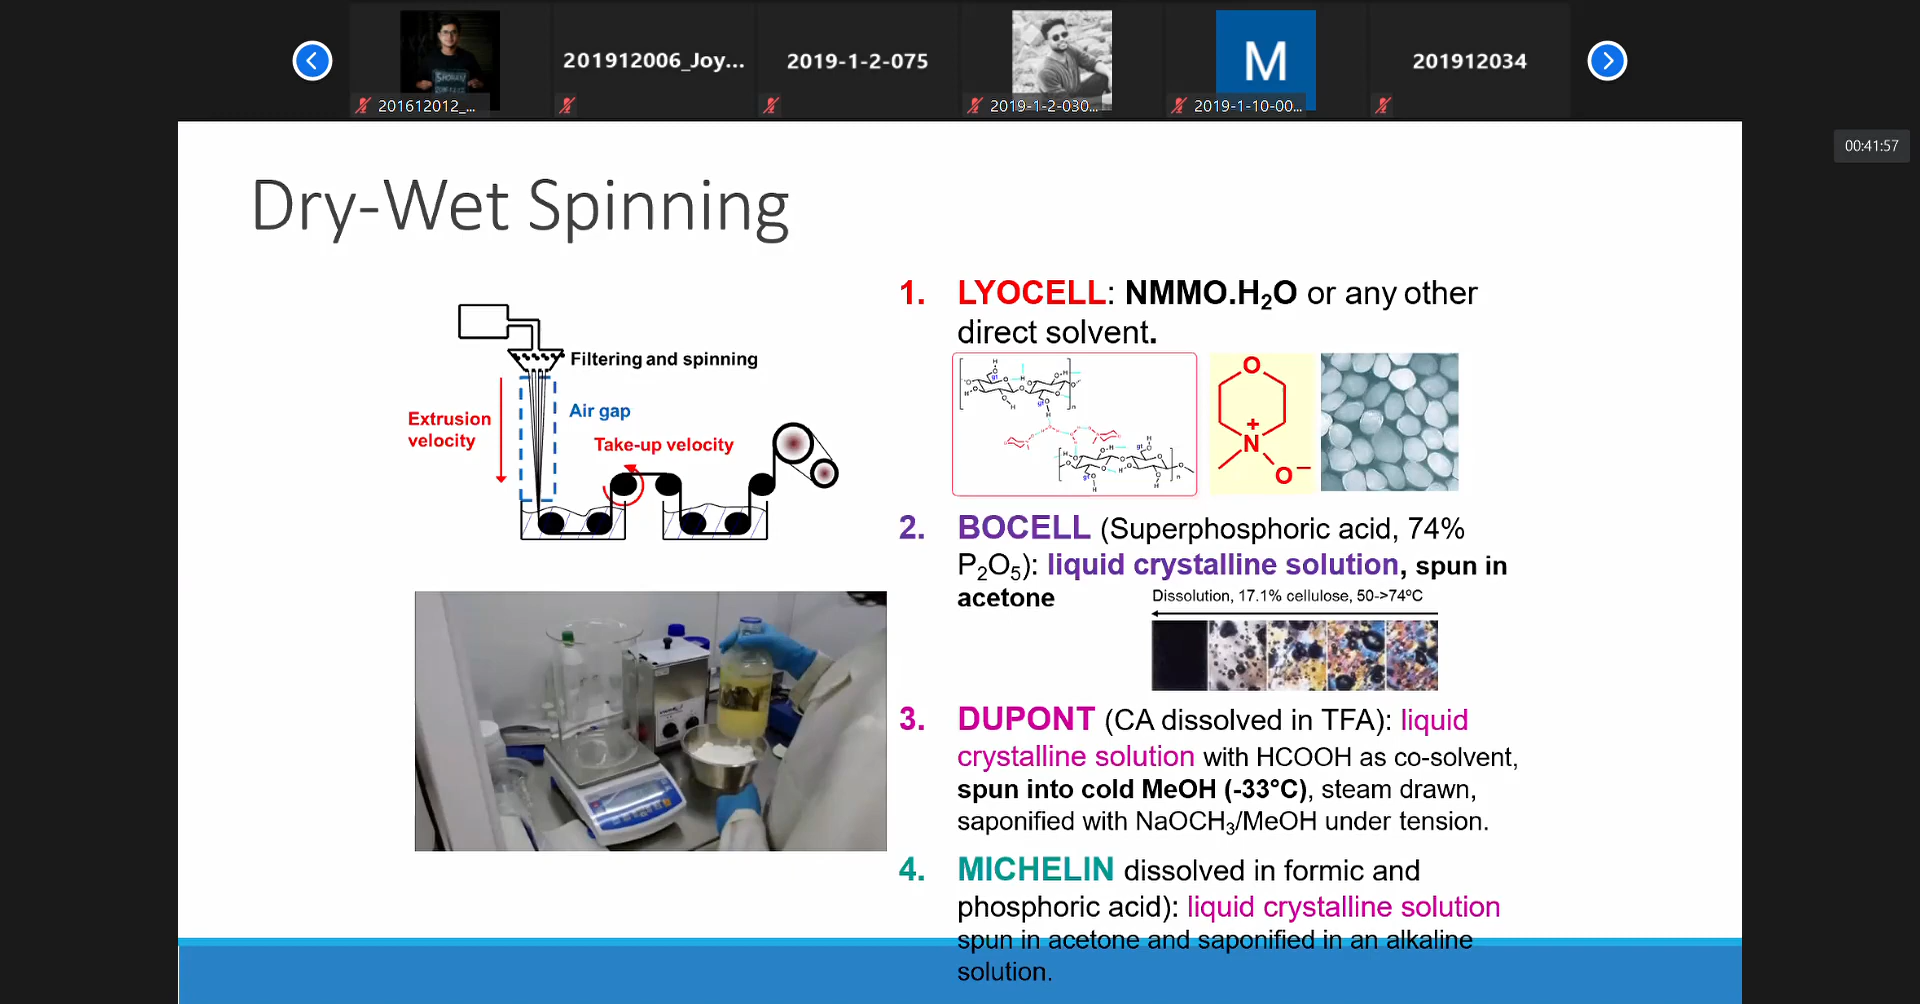 201612012_...
201912006_Joy...
2019-1-2-075
2019-1-2-030...
M
2019-1-10-00...
201912034
00:41:57
Dry-Wet Spinning
Filtering and spinning
Air gap
Extrusion
velocity
Take-up velocity
1. LYOCELL: NMMO.H₂O or any other
direct solvent.
O
+
N
O⁻
2. BOCELL (Superphosphoric acid, 74%
P₂O₅): liquid crystalline solution, spun in
acetone
Dissolution, 17.1% cellulose, 50->74ºC
3. DUPONT (CA dissolved in TFA): liquid
crystalline solution with HCOOH as co-solvent,
spun into cold MeOH (-33ºC), steam drawn,
saponified with NaOCH₃/MeOH under tension.
4. MICHELIN dissolved in formic and
phosphoric acid): liquid crystalline solution
spun in acetone and saponified in an alkaline
solution.